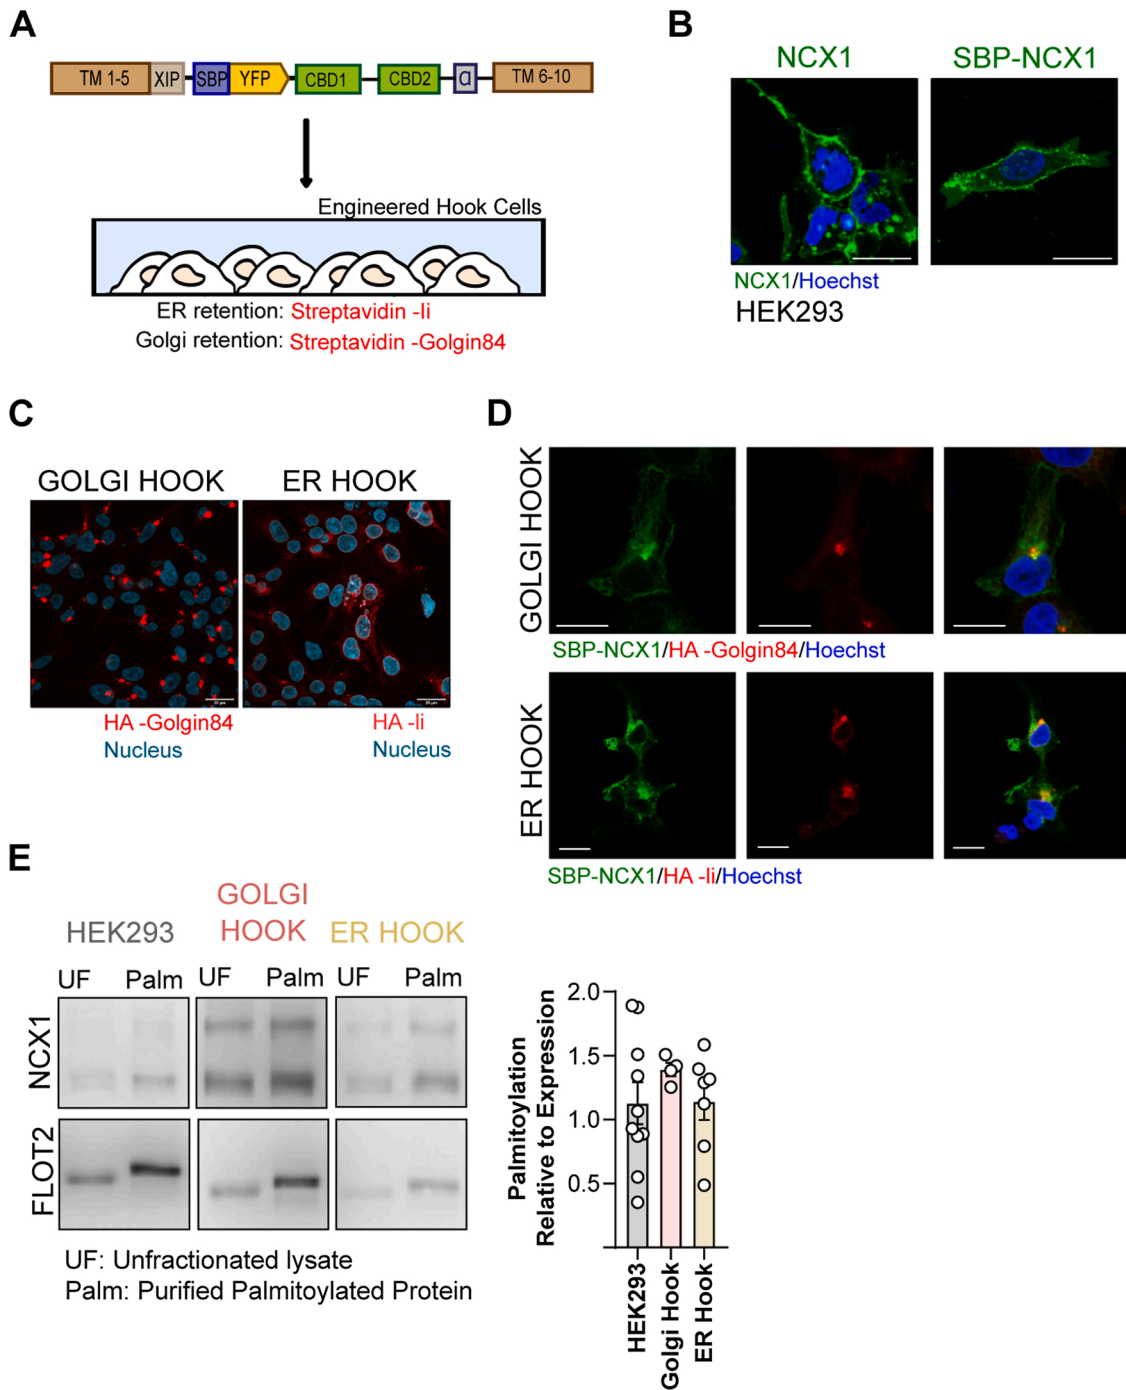 A
TM 1-5 XIP SBP YFP CBD1 CBD2 α TM 6-10
Engineered Hook Cells
ER retention: Streptavidin -Ii
Golgi retention: Streptavidin -Golgin84
B
NCX1 SBP-NCX1
NCX1/Hoechst
HEK293
C
GOLGI HOOK ER HOOK
HA -Golgin84
Nucleus
HA -Ii
Nucleus
D
GOLGI HOOK
SBP-NCX1/HA -Golgin84/Hoechst
ER HOOK
SBP-NCX1/HA -Ii/Hoechst
E
HEK293
GOLGI
HOOK
ER HOOK
UF Palm UF Palm UF Palm
NCX1
FLOT2
UF: Unfractionated lysate
Palm: Purified Palmitoylated Protein
Palmitoylation
Relative to Expression
2.0
1.5
1.0
0.5
HEK293
Golgi Hook
ER Hook